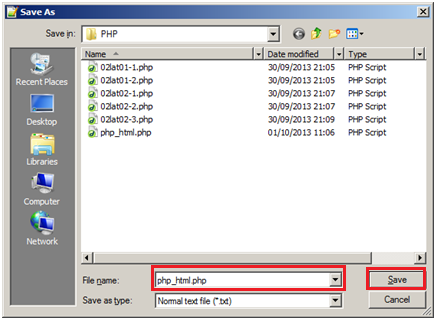 Save As
Save in: PHP
Name Date modified Type
02lat01-1.php 30/09/2013 21:05 PHP Script
02lat01-2.php 30/09/2013 21:05 PHP Script
02lat02-1.php 30/09/2013 21:07 PHP Script
02lat02-2.php 30/09/2013 21:07 PHP Script
02lat02-3.php 30/09/2013 21:09 PHP Script
php_html.php 01/10/2013 11:06 PHP Script
Recent Places
Desktop
Libraries
Computer
Network
File name: php_html.php Save
Save as type: Normal text file (*.txt) Cancel